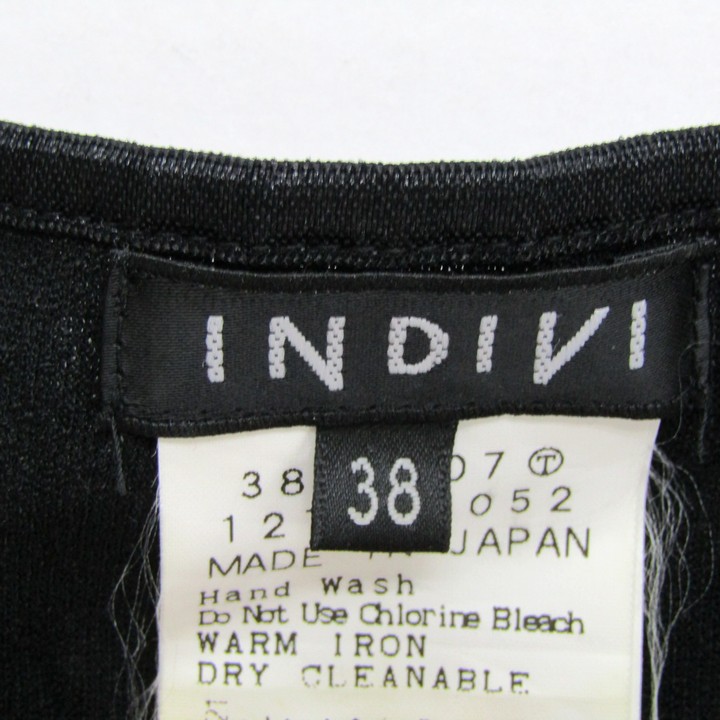 INDIVI
38
38 07 Ⓣ
12 052
MADE IN JAPAN
Hand Wash
Do Not Use Chlorine Bleach
WARM IRON
DRY CLEANABLE